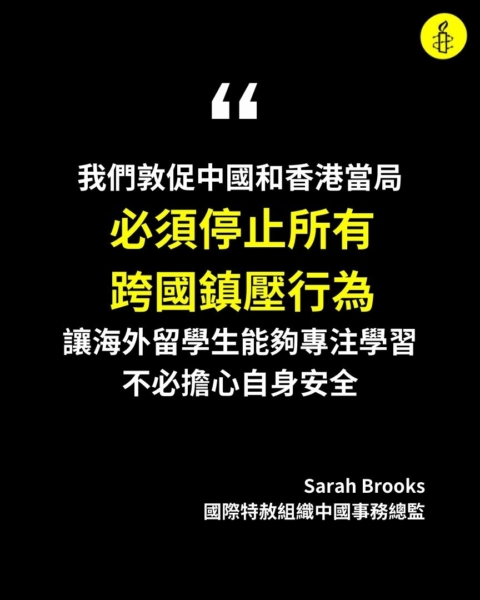 “
我們敦促中國和香港當局
必須停止所有
跨國鎮壓行為
讓海外留學生能夠專注學習
不必擔心自身安全
Sarah Brooks
國際特赦組織中國事務總監